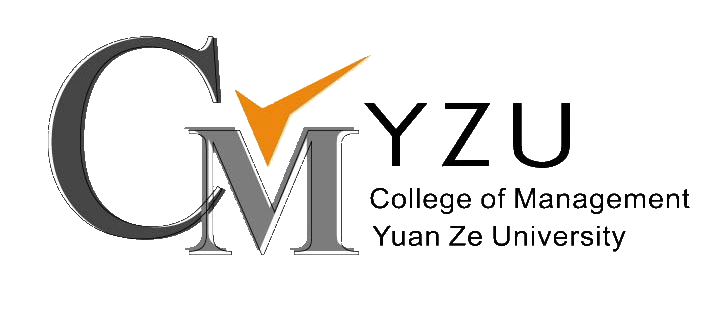 CM YZU
College of Management
Yuan Ze University